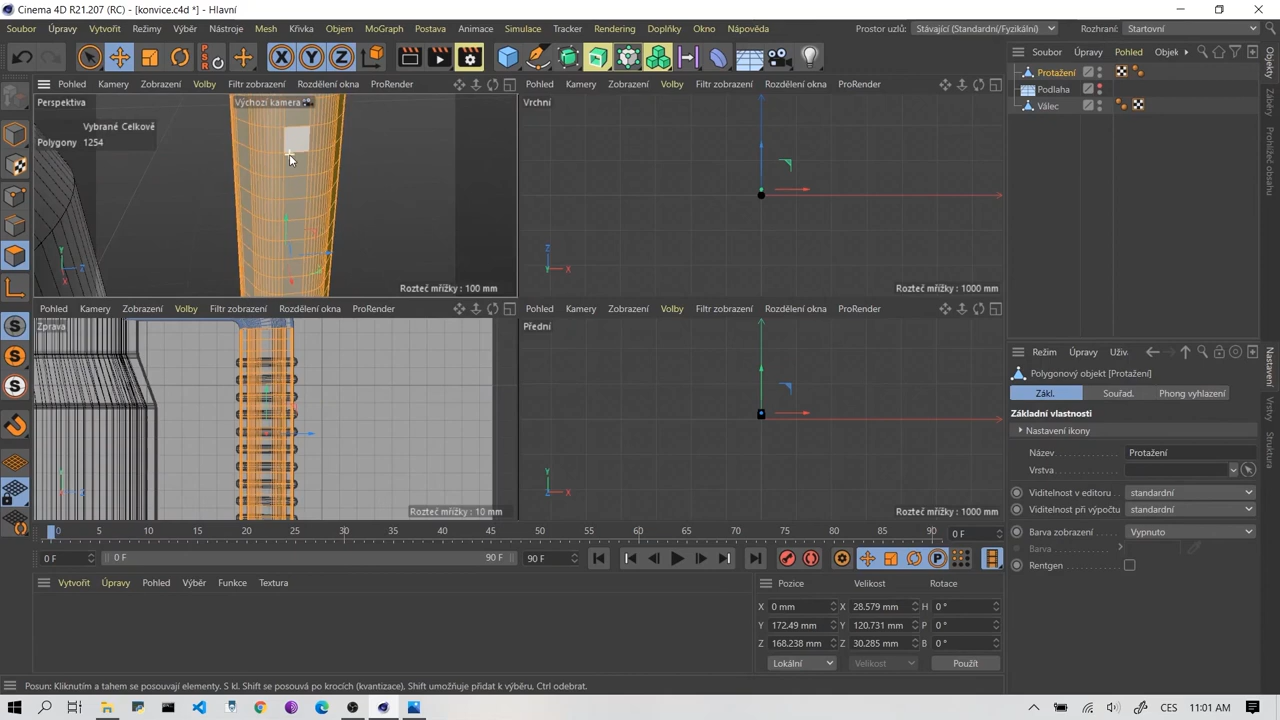 Cinema 4D R21.207 (RC) - [konvice.c4d *] - Hlavní
Soubor Úpravy Vytvořit Režimy Výběr Nástroje Mesh Křivka Objem MoGraph Postava Animace Simulace Tracker Rendering Doplňky Okno Nápověda Prostor uzlů: Stávající (Standardní/Fyzikální) Rozhraní: Startovní
X Y Z PSR
Pohled Kamery Zobrazení Volby Filtr zobrazení Rozdělení okna ProRender
Perspektiva Výchozí kamera
Vybrané Celkově
Polygony 1254
Y Z X
Rozteč mřížky : 100 mm
Pohled Kamery Zobrazení Volby Filtr zobrazení Rozdělení okna ProRender
Vrchní
Z Y X
Rozteč mřížky : 1000 mm
Pohled Kamery Zobrazení Volby Filtr zobrazení Rozdělení okna ProRender
Zprava
Y Z
Rozteč mřížky : 10 mm
Pohled Kamery Zobrazení Volby Filtr zobrazení Rozdělení okna ProRender
Přední
Y Z X
Rozteč mřížky : 1000 mm
Soubor Úpravy Pohled Objek
Protažení
Podlaha
Válec
Objekty
Záběry
Prohlížeč obsahu
Režim Úpravy Uživ.
Polygonový objekt [Protažení]
Zákl. Souřad. Phong vyhlazení
Základní vlastnosti
Nastavení ikony
Název Protažení
Vrstva
Viditelnost v editoru standardní
Viditelnost při výpočtu standardní
Barva zobrazení Vypnuto
Barva
Rentgen
Nastavení
Vrstvy
Struktura
0 5 10 15 20 25 30 35 40 45 50 55 60 65 70 75 80 85 90 0 F
0 F 0 F 90 F 90 F P
Vytvořit Úpravy Pohled Výběr Funkce Textura
Pozice Velikost Rotace
X 0 mm X 28.579 mm H 0 °
Y 172.49 mm Y 120.731 mm P 0 °
Z 168.238 mm Z 30.285 mm B 0 °
Lokální Velikost Použít
Posun: Kliknutím a tahem se posouvají elementy. S kl. Shift se posouvá po krocích (kvantizace). Shift umožňuje přidat k výběru, Ctrl odebrat.
CES 11:01 AM